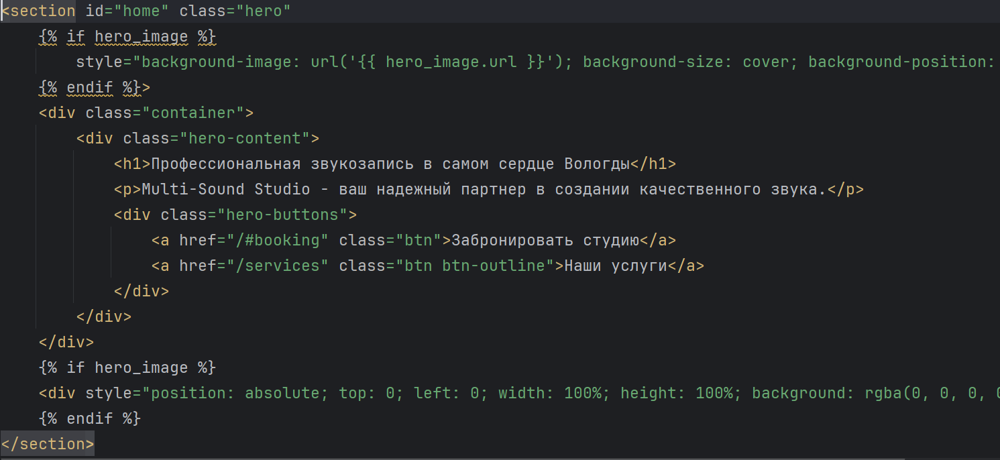 <section id="home" class="hero"
{% if hero_image %}
style="background-image: url('{{ hero_image.url }}'); background-size: cover; background-position:
{% endif %}>
<div class="container">
<div class="hero-content">
<h1>Профессиональная звукозапись в самом сердце Вологды</h1>
<p>Multi-Sound Studio - ваш надежный партнер в создании качественного звука.</p>
<div class="hero-buttons">
<a href="/#booking" class="btn">Забронировать студию</a>
<a href="/services" class="btn btn-outline">Наши услуги</a>
</div>
</div>
</div>
{% if hero_image %}
<div style="position: absolute; top: 0; left: 0; width: 100%; height: 100%; background: rgba(0, 0, 0,
{% endif %}
</section>